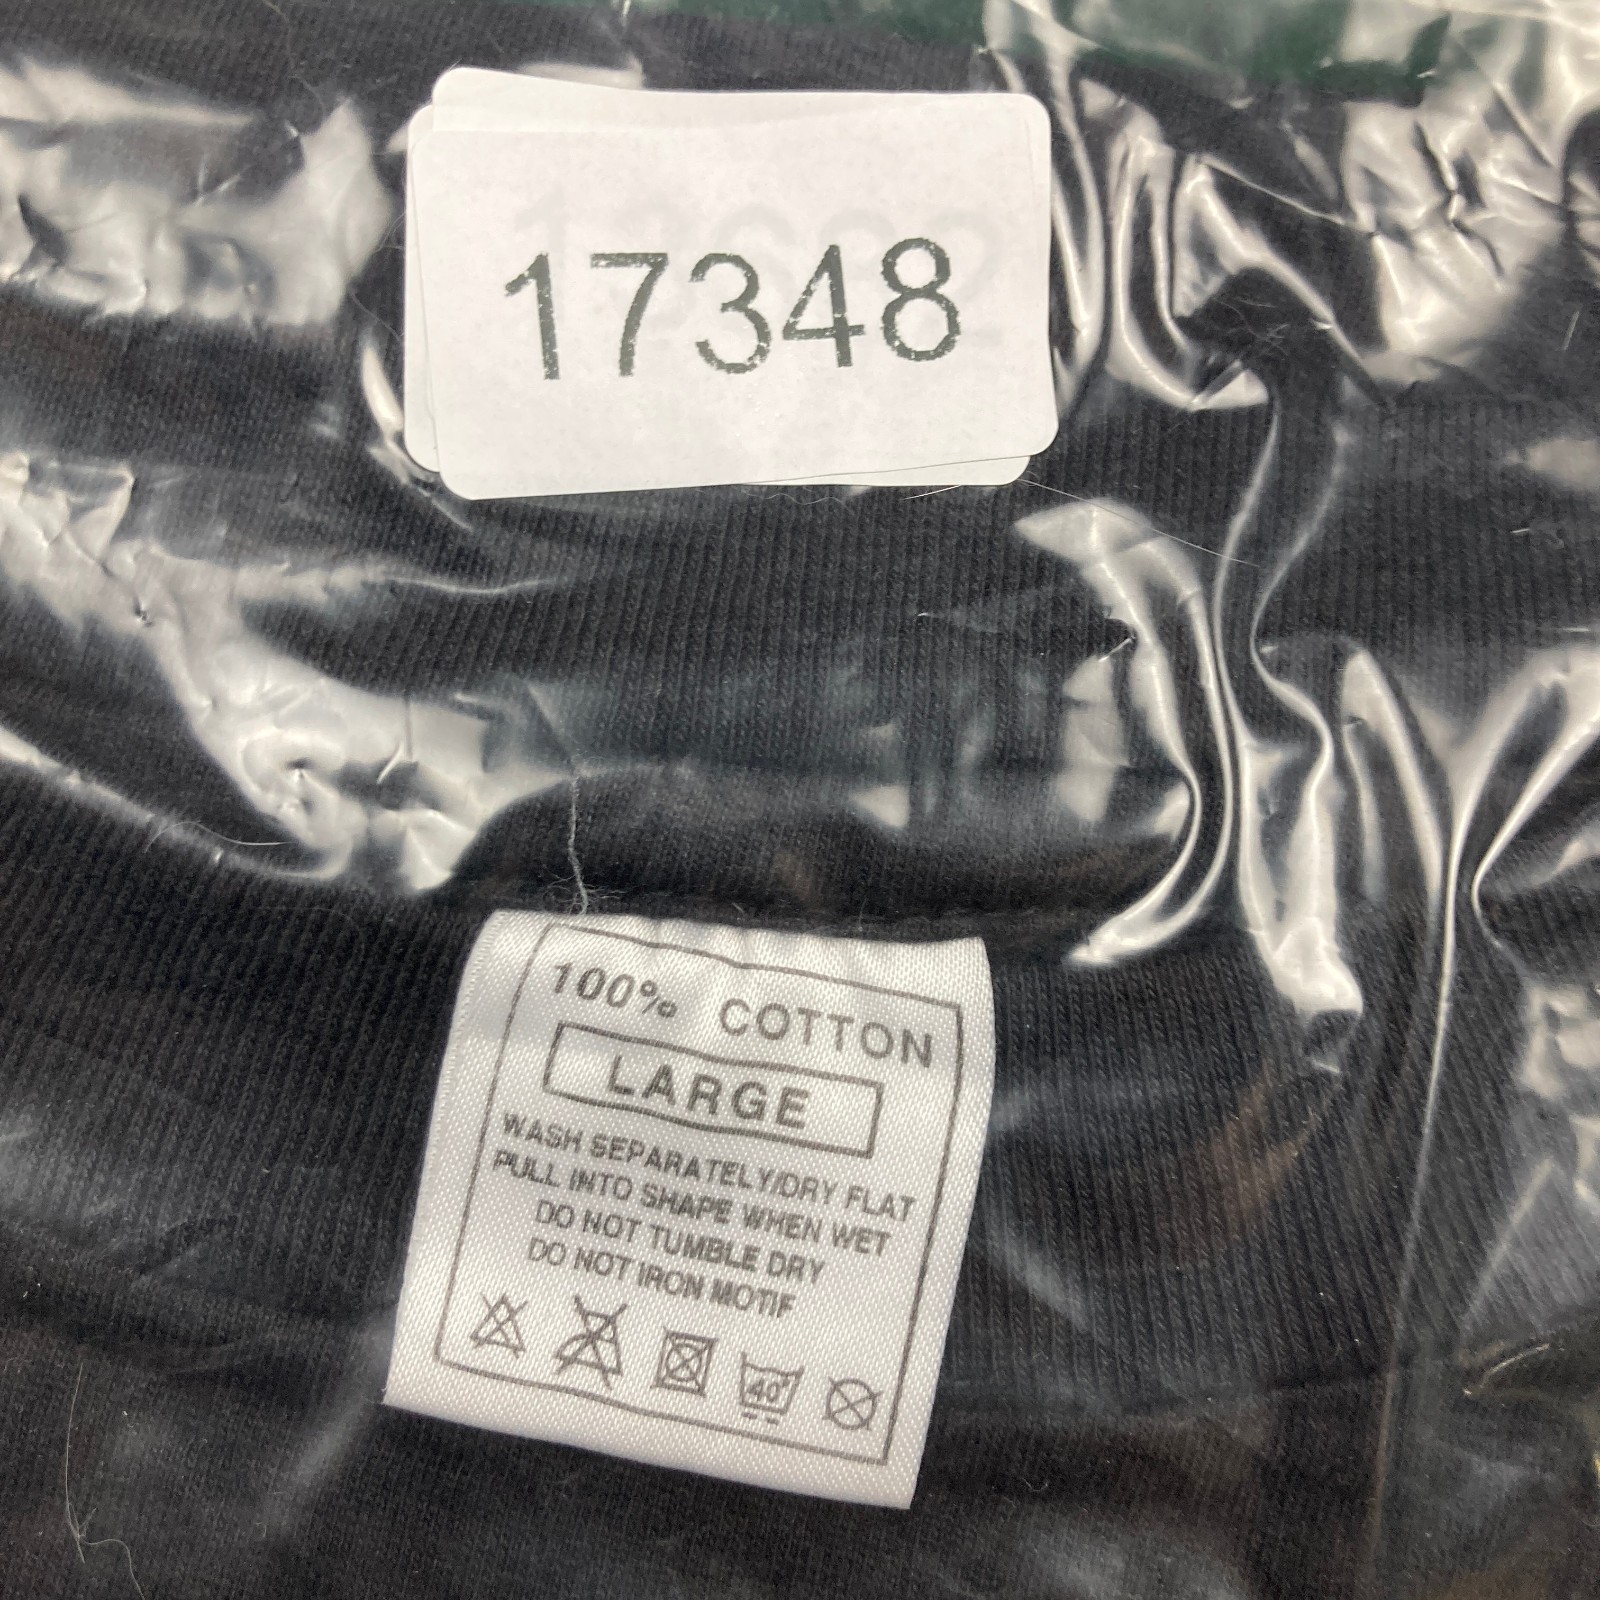 17348
100% COTTON
LARGE
WASH SEPARATELY/DRY FLAT
PULL INTO SHAPE WHEN WET
DO NOT TUMBLE DRY
DO NOT IRON MOTIF
40°